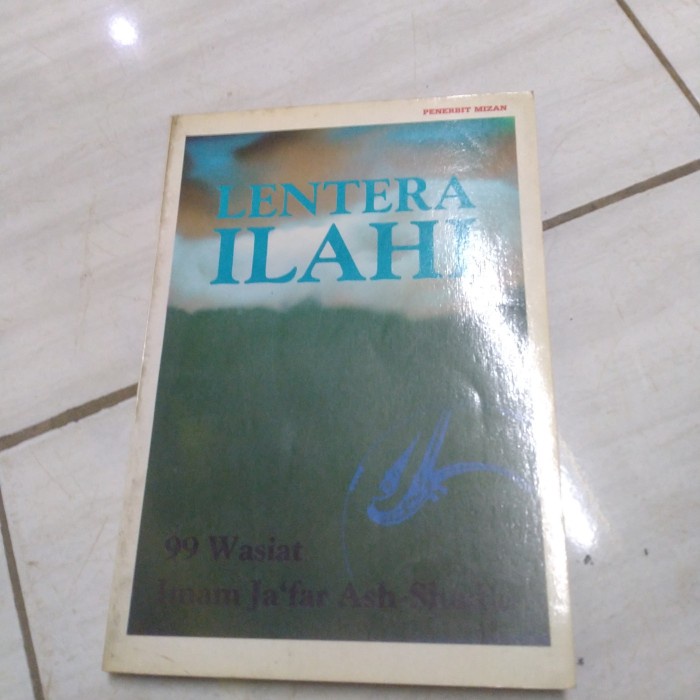 PENERBIT MIZAN
LENTERA
ILAHI
99 Wasiat
Imam Ja'far Ash-Shadiq